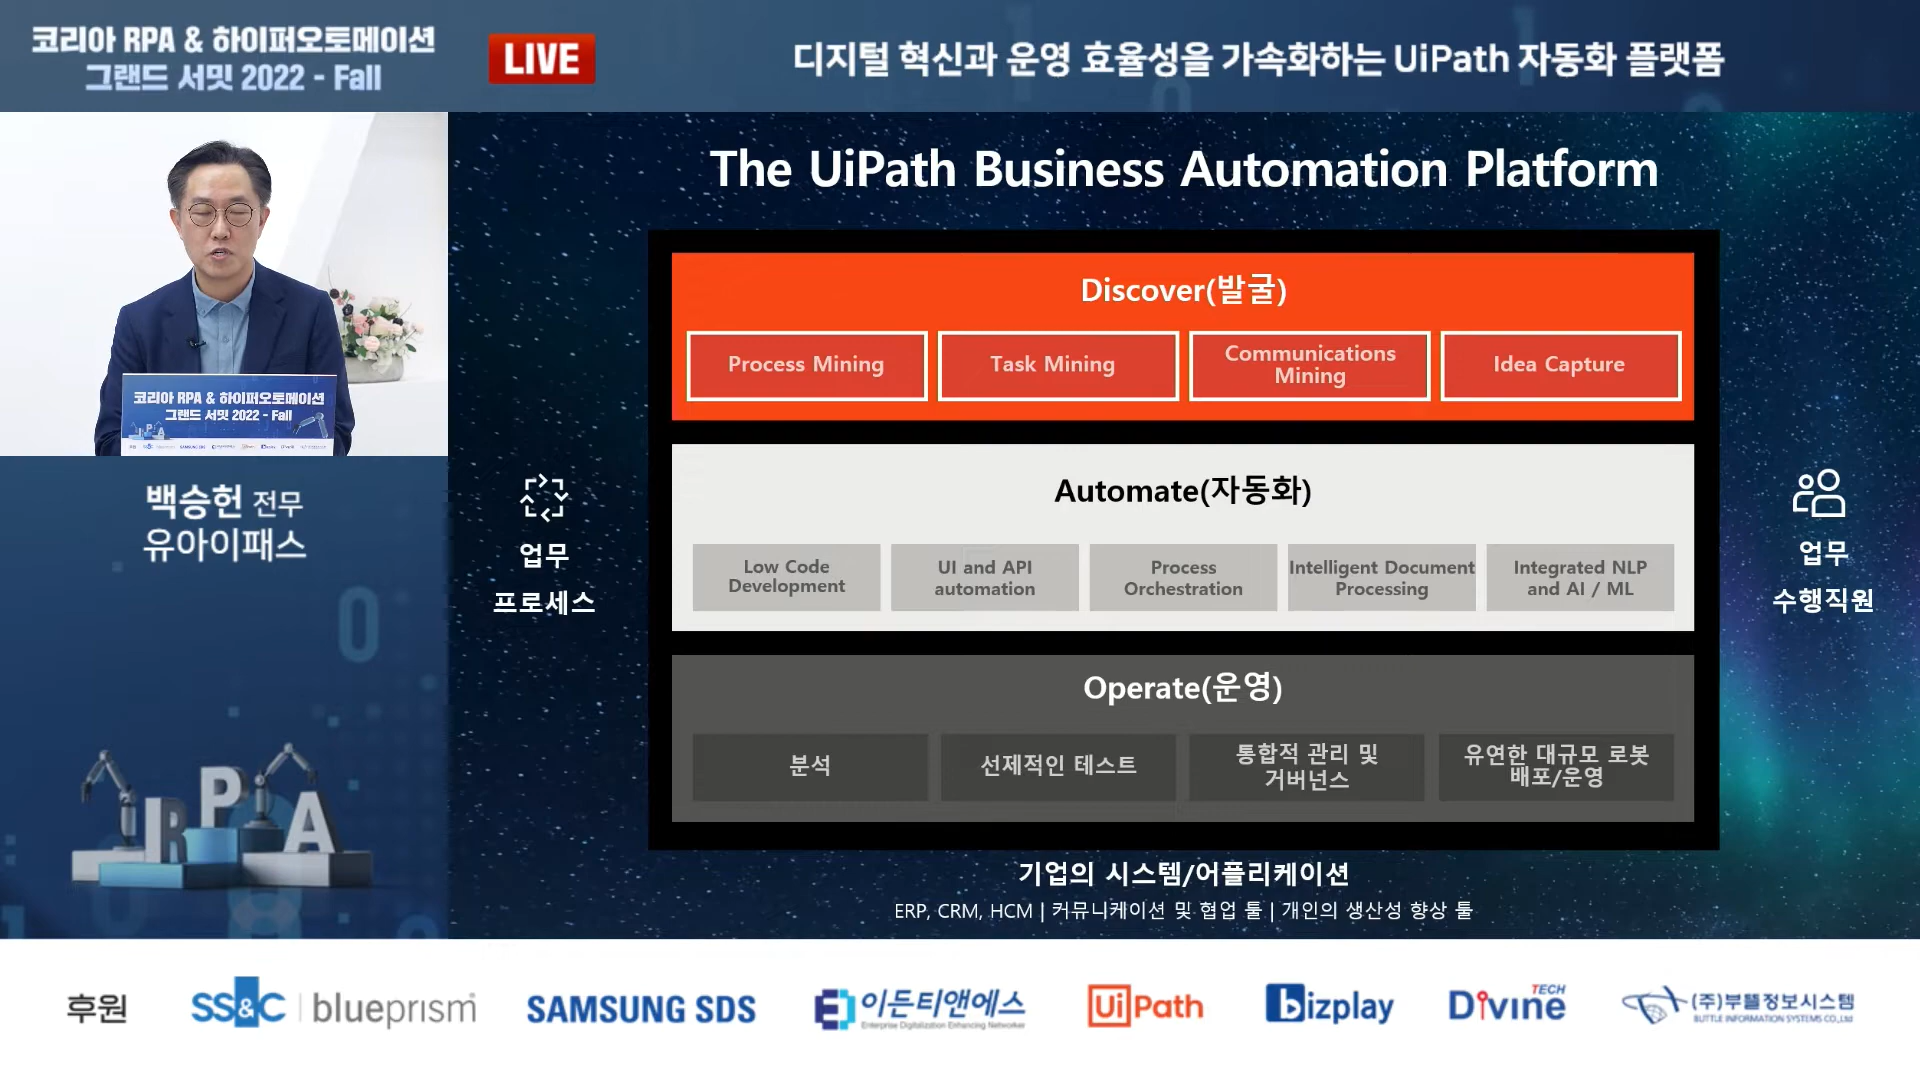 코리아 RPA & 하이퍼오토메이션
그랜드 서밋 2022 - Fall
LIVE
디지털 혁신과 운영 효율성을 가속화하는 UiPath 자동화 플랫폼
코리아 RPA & 하이퍼오토메이션
그랜드 서밋 2022 - Fall
백승헌 전무
유아이패스
RPA
The UiPath Business Automation Platform
Discover(발굴)
Process Mining
Task Mining
Communications
Mining
Idea Capture
업무
프로세스
Automate(자동화)
Low Code
Development
UI and API
automation
Process
Orchestration
Intelligent Document
Processing
Integrated NLP
and AI / ML
업무
수행직원
Operate(운영)
분석
선제적인 테스트
통합적 관리 및
거버넌스
유연한 대규모 로봇
배포/운영
기업의 시스템/어플리케이션
ERP, CRM, HCM | 커뮤니케이션 및 협업 툴 | 개인의 생산성 향상 툴
후원
SS&C | blueprism
SAMSUNG SDS
이든티앤에스
Enterprise Digitalization Enhancing Networker
UiPath
bizplay
Divine TECH
(주)부뜰정보시스템
BUTTLE INFORMATION SYSTEMS CO.,Ltd